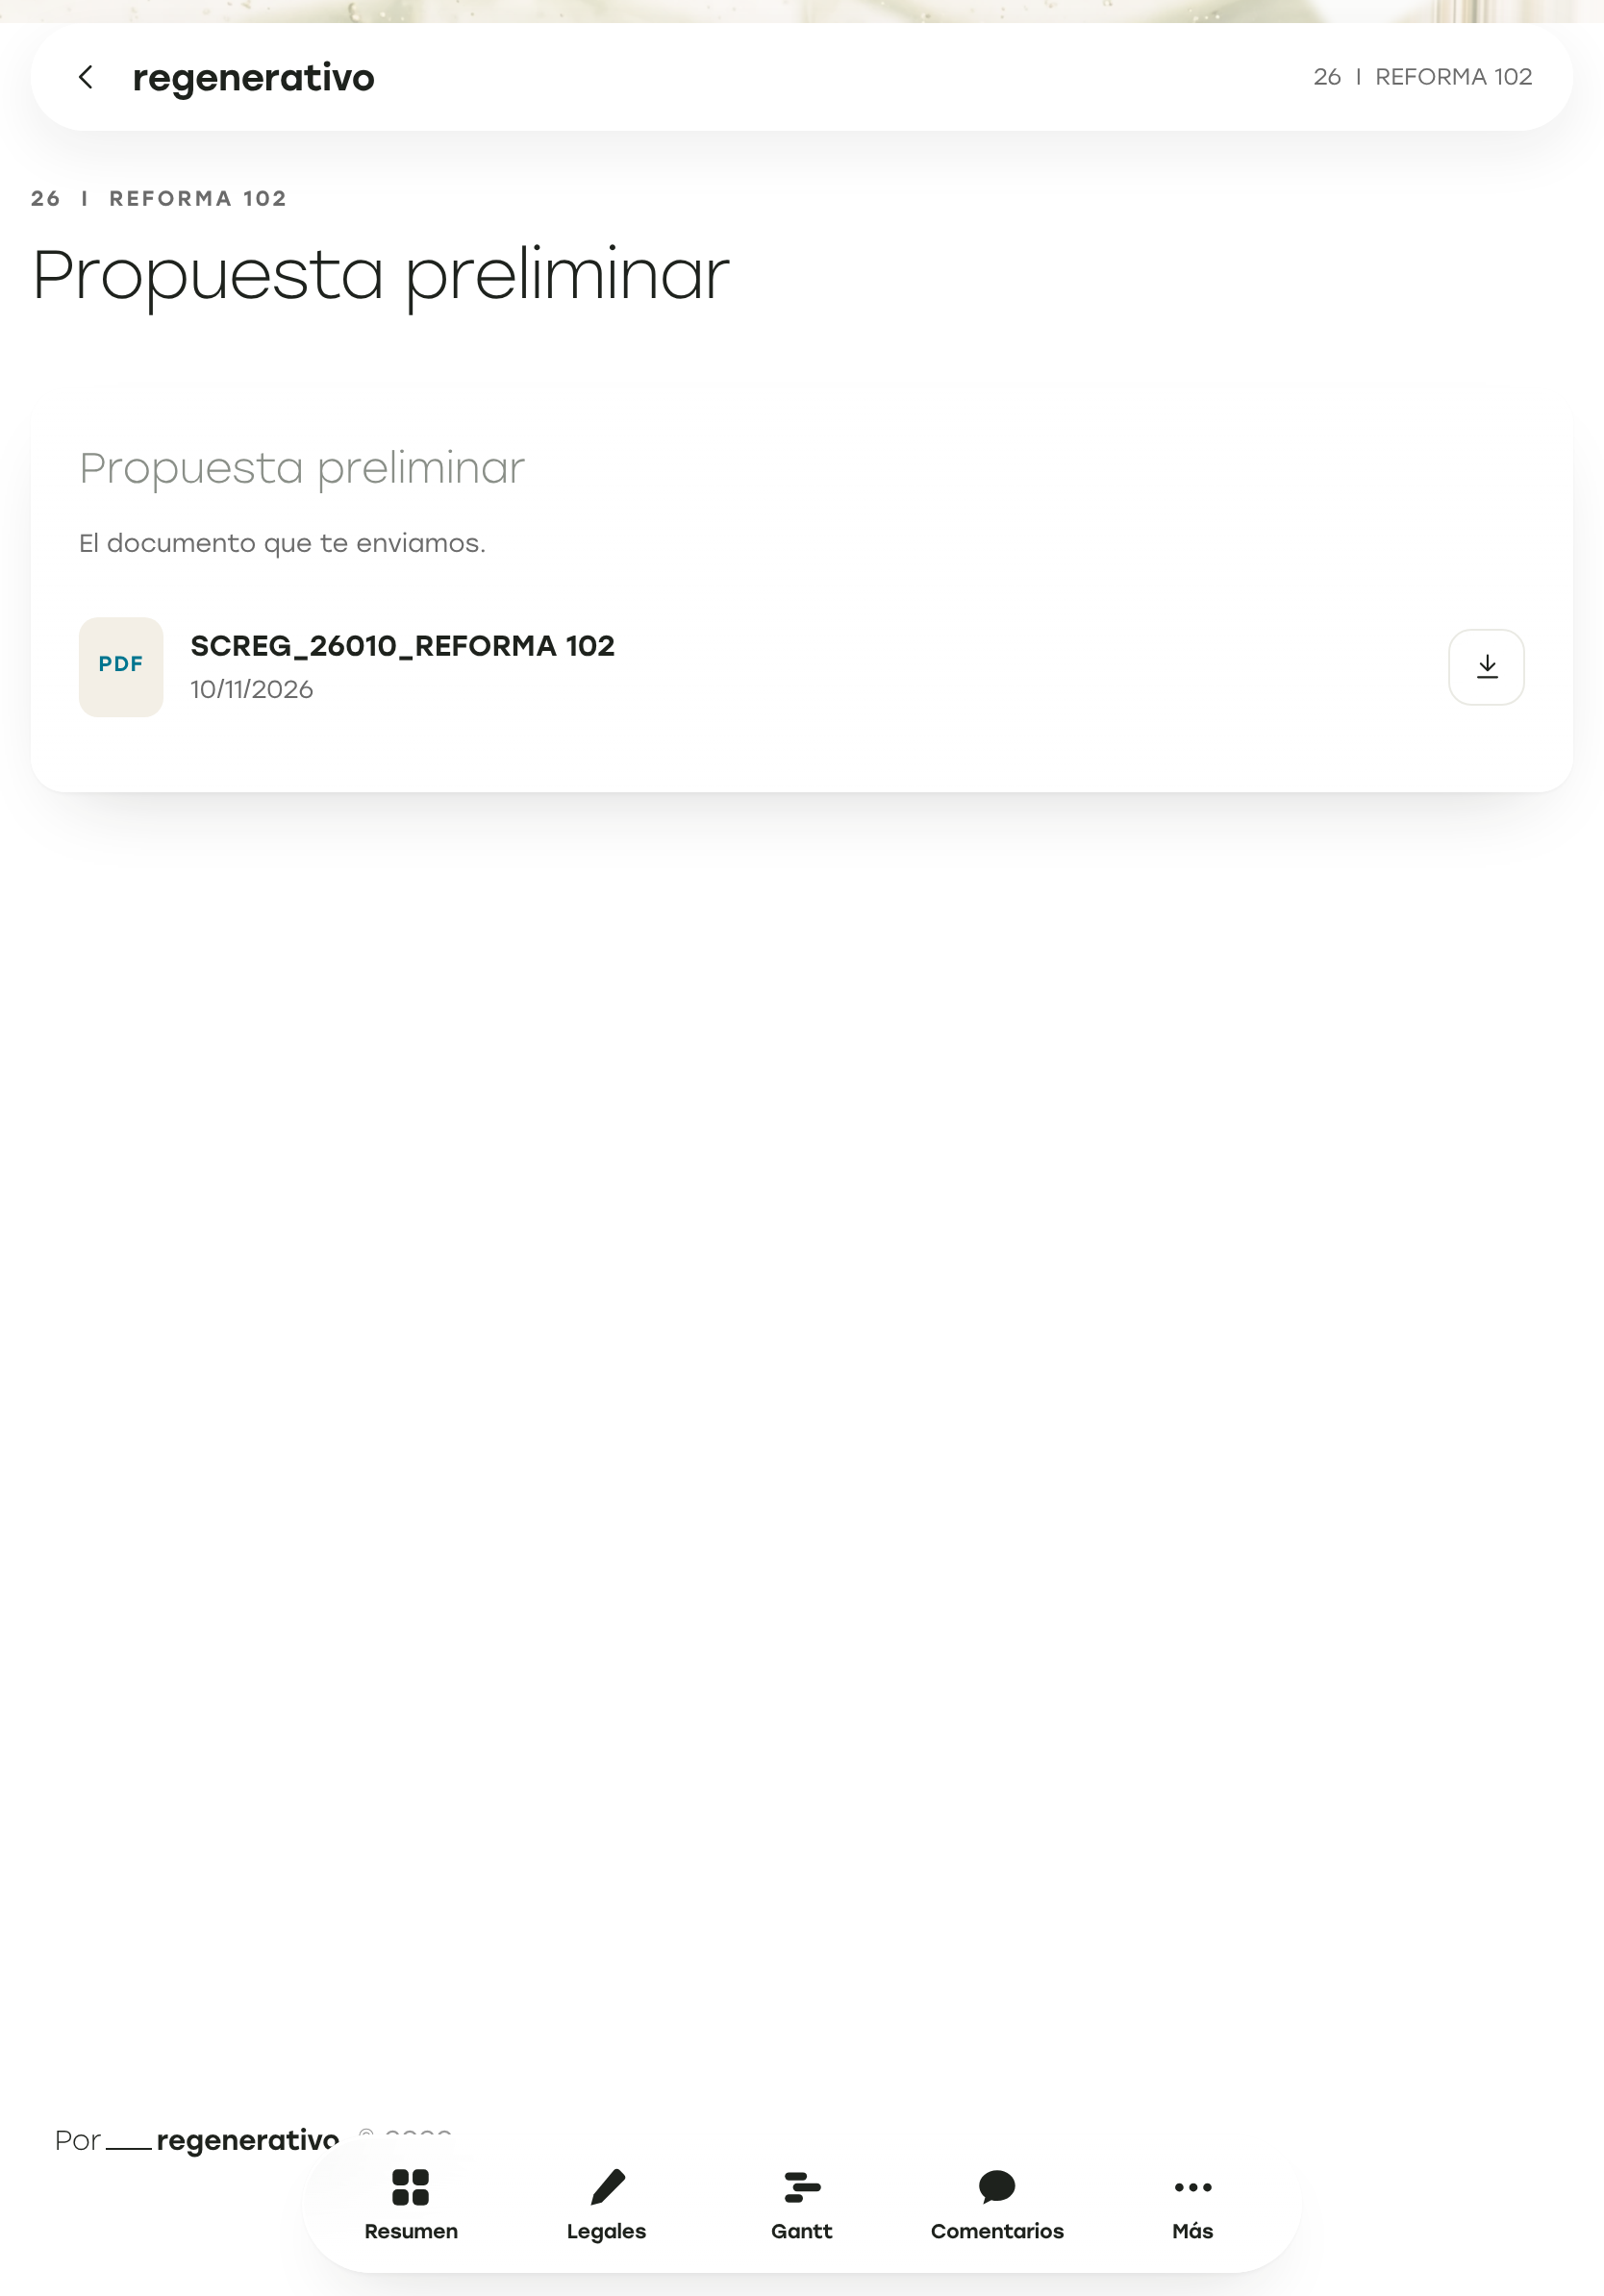 regenerativo
26 | REFORMA 102
26 | REFORMA 102
Propuesta preliminar
Propuesta preliminar
El documento que te enviamos.
PDF
SCREG_26010_REFORMA 102
10/11/2026
Por regenerativo ©
Resumen
Legales
Gantt
Comentarios
Más